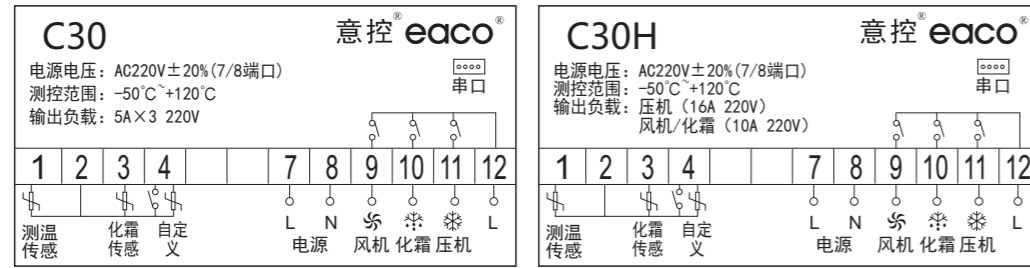 C30 意控® eaco®
电源电压：AC220V±20%(7/8端口)
测控范围：-50℃~+120℃
输出负载：5A×3 220V
串口
1 2 3 4 7 8 9 10 11 12
L N L
测温传感
化霜传感
自定义
电源 风机 化霜 压机
C30H 意控® eaco®
电源电压：AC220V±20%(7/8端口)
测控范围：-50℃~+120℃
输出负载：压机（16A 220V）
风机/化霜（10A 220V）
串口
1 2 3 4 7 8 9 10 11 12
L N L
测温传感
化霜传感
自定义
电源 风机 化霜 压机